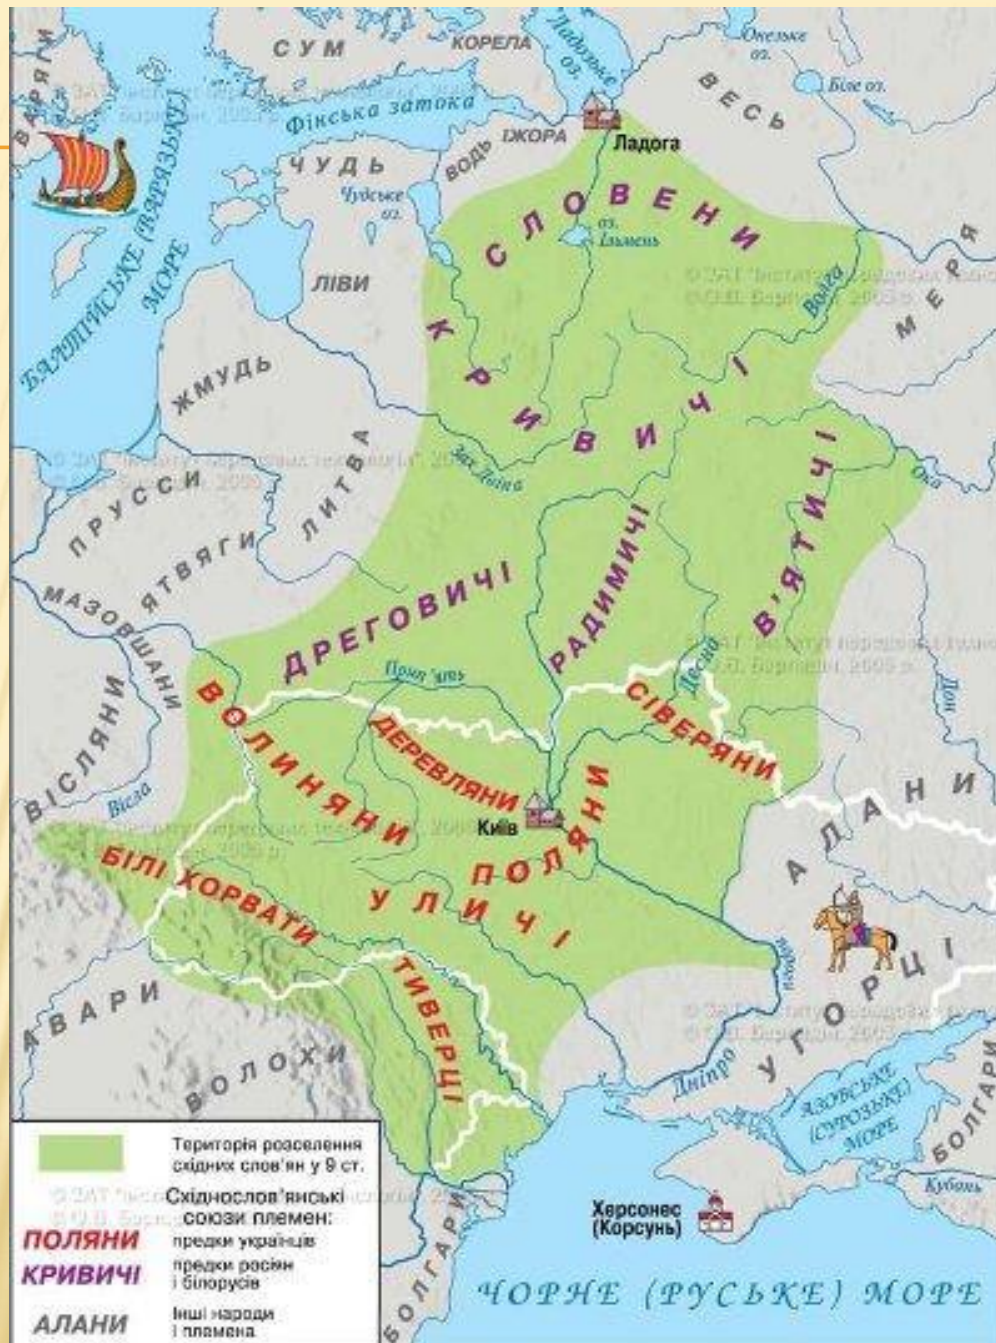 ВАРЯГИ
СУМ
КОРЕЛА
Ладозьке
оз.
Онезьке
оз.
Біле оз.
ВЕСЬ
Фінська затока
ВОДЬ
ІЖОРА
Ладога
ЧУДЬ
Чудське
оз.
БАЛТІЙСЬКЕ (ВАРЯЗЬКЕ)
МОРЕ
СЛОВЕНИ
оз.
Ільмень
МЕРЯ
ЛІВИ
Волга
КРИВИЧІ
ЖМУДЬ
ЛИТВА
Зах. Двіна
В'ЯТИЧІ
Ока
ПРУССИ
ЯТВЯГИ
МАЗОВШАНИ
ДРЕГОВИЧІ
РАДИМИЧІ
Десна
Дон
Прип'ять
ВІСЛЯНИ
Вісла
ВОЛИНЯНИ
ДЕРЕВЛЯНИ
СІВЕРЯНИ
Київ
ПОЛЯНИ
АЛАНИ
БІЛІ ХОРВАТИ
УЛИЧІ
ТИВЕРЦІ
пороги
УГОРЦІ
АВАРИ
ВОЛОХИ
Дніпро
АЗОВСЬКЕ
(СУРОЗЬКЕ)
МОРЕ
БОЛГАРИ
Кубань
Херсонес
(Корсунь)
БОЛГАРИ
ЧОРНЕ (РУСЬКЕ) МОРЕ
Територія розселення
східних слов'ян у 9 ст.
Східнослов'янські
союзи племен:
ПОЛЯНИ
предки українців
КРИВИЧІ
предки росіян
і білорусів
АЛАНИ
Інші народи
і племена